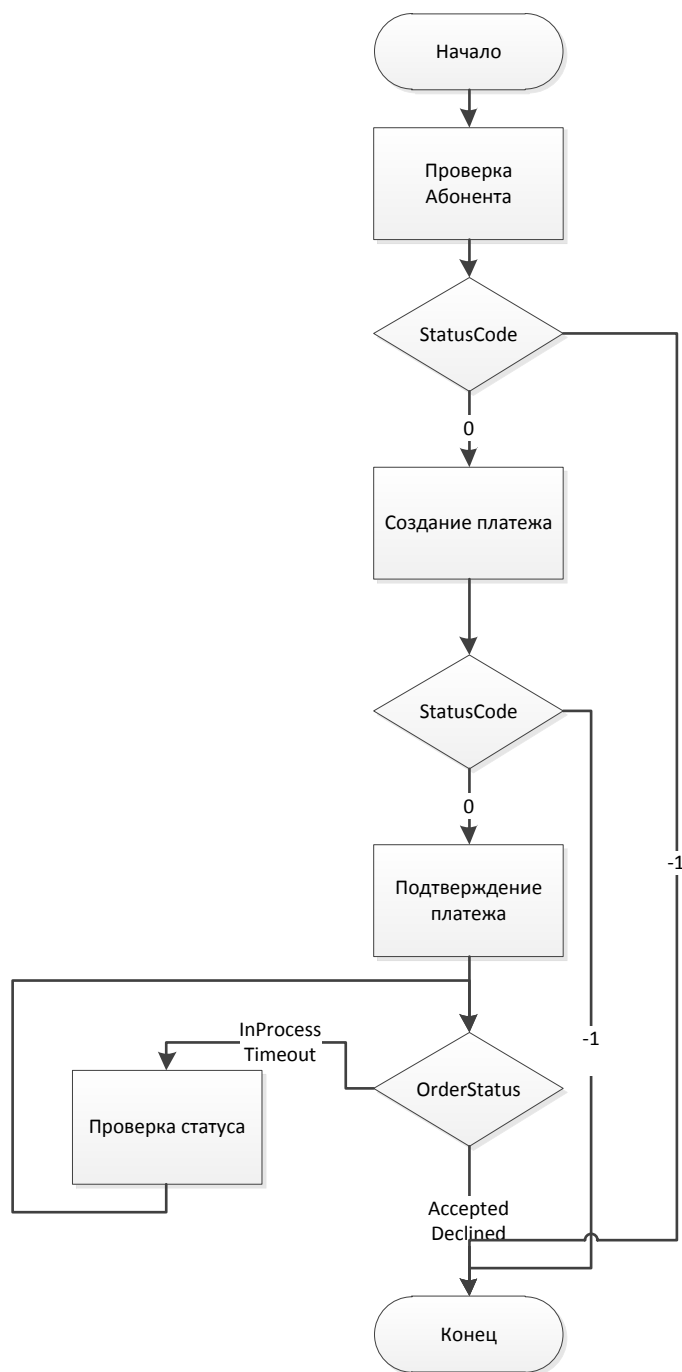 Начало
Проверка
Абонента
StatusCode
0
Создание платежа
StatusCode
0
Подтверждение
платежа
-1
-1
InProcess
Timeout
OrderStatus
Проверка статуса
Accepted
Declined
Конец